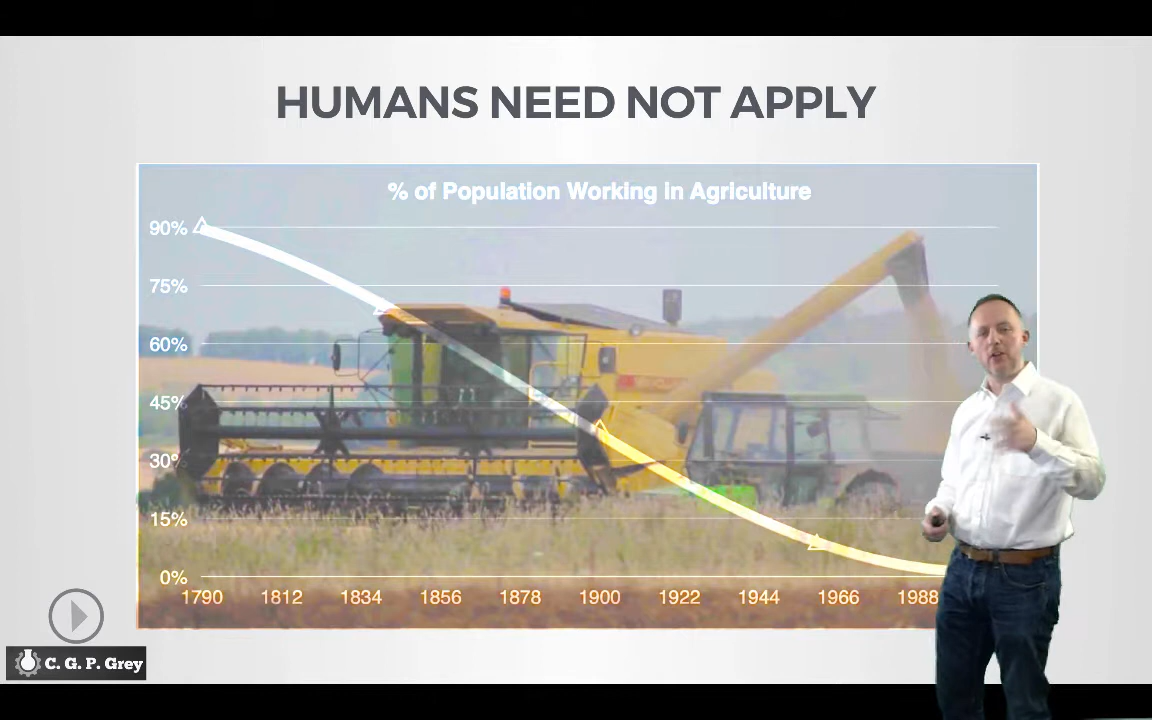 HUMANS NEED NOT APPLY
% of Population Working in Agriculture
90%
75%
60%
45%
30%
15%
0%
1790 1812 1834 1856 1878 1900 1922 1944 1966 1988
C. G. P. Grey